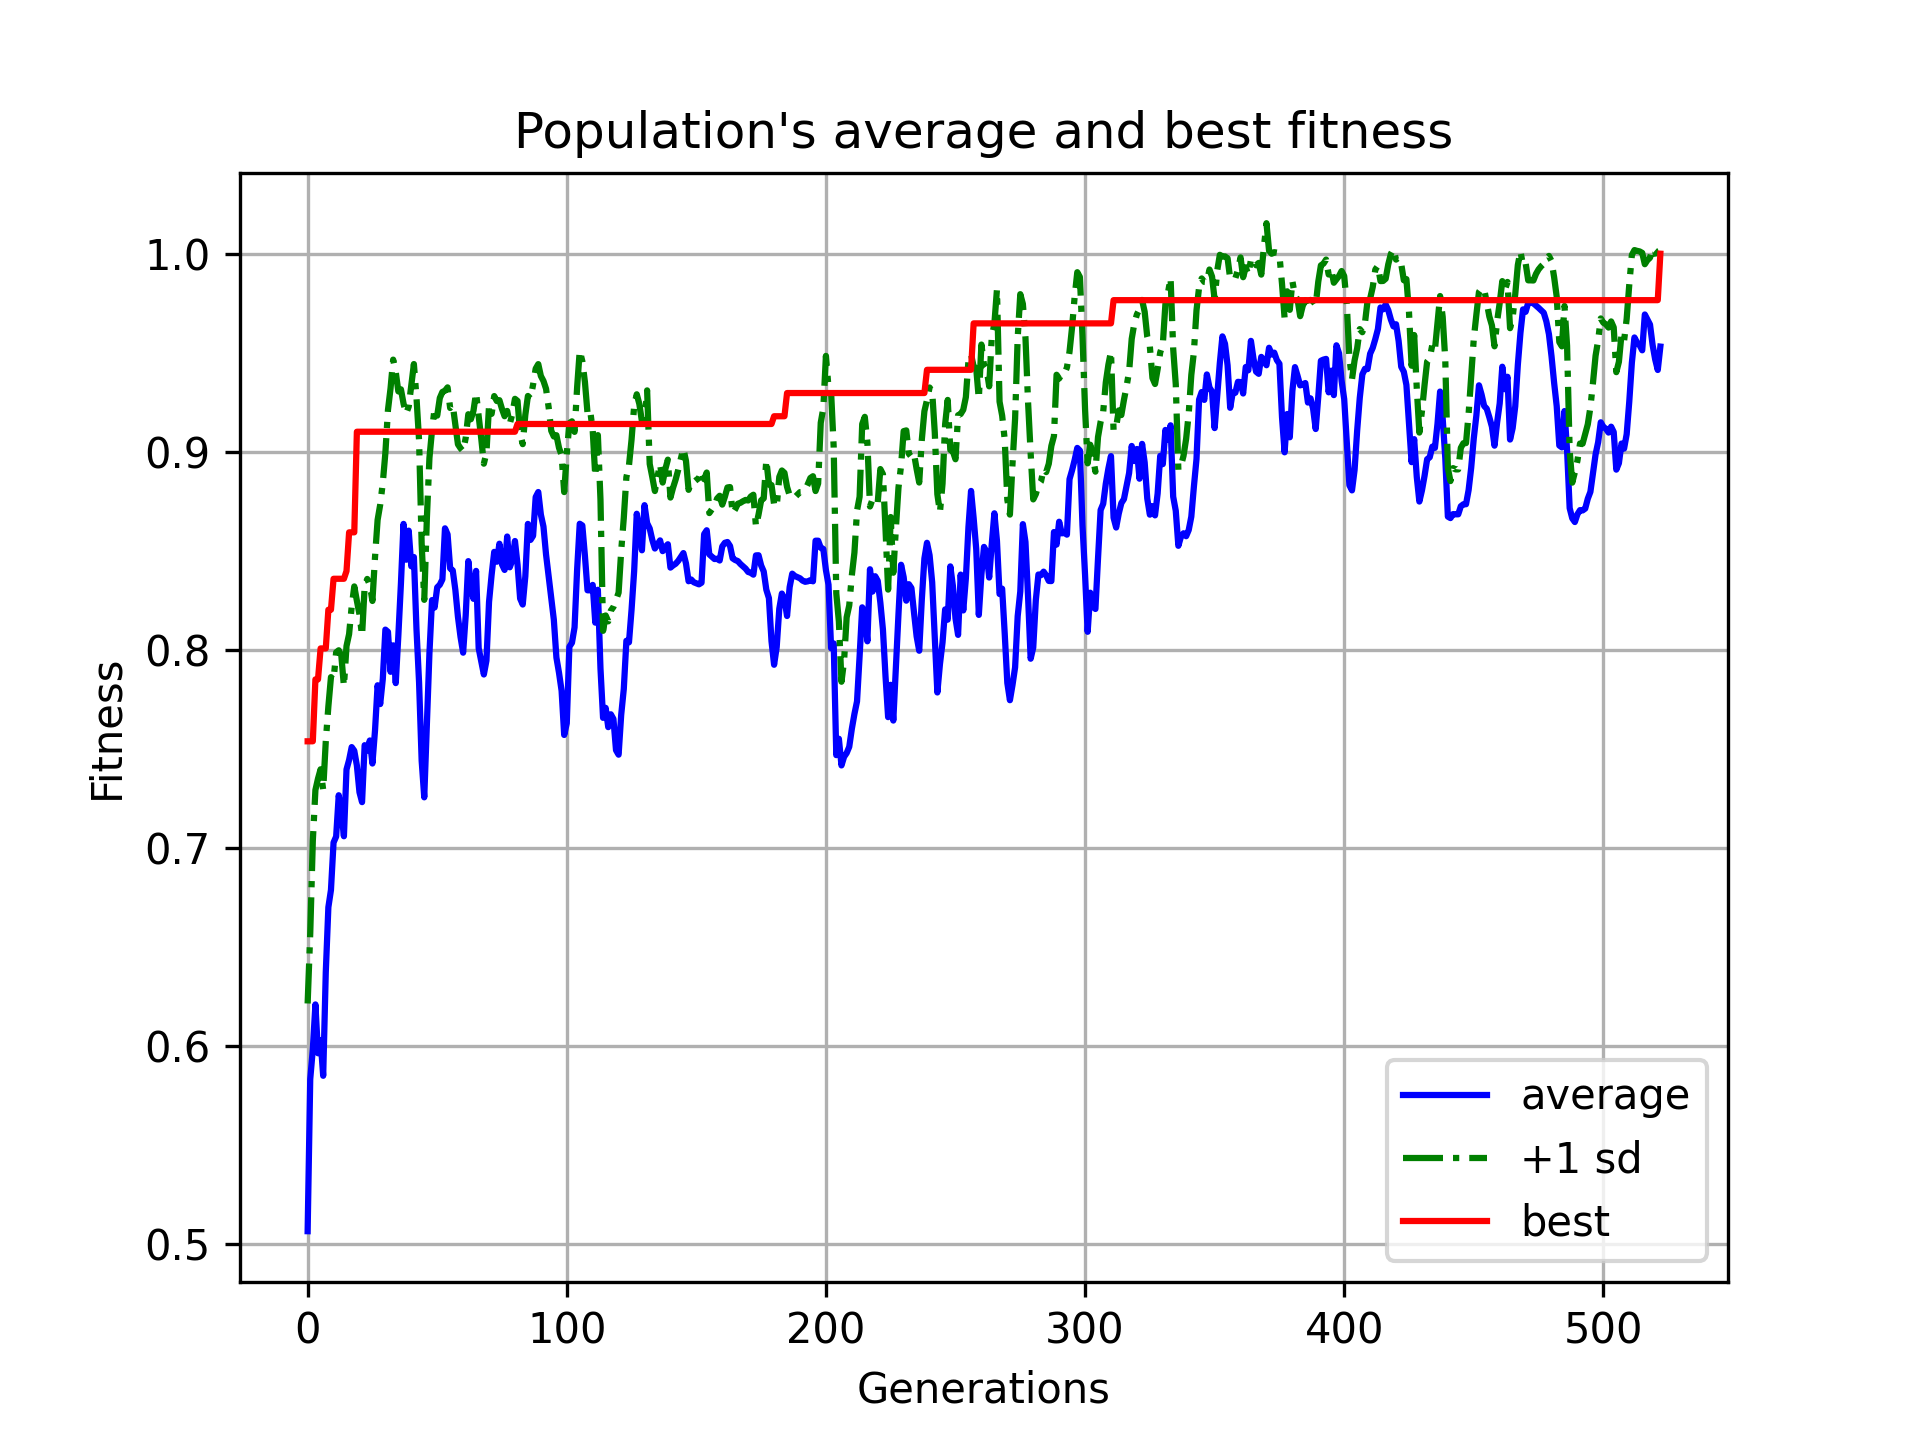 Population's average and best fitness
Fitness
1.0
0.9
0.8
0.7
0.6
0.5
average
+1 sd
best
0 100 200 300 400 500
Generations